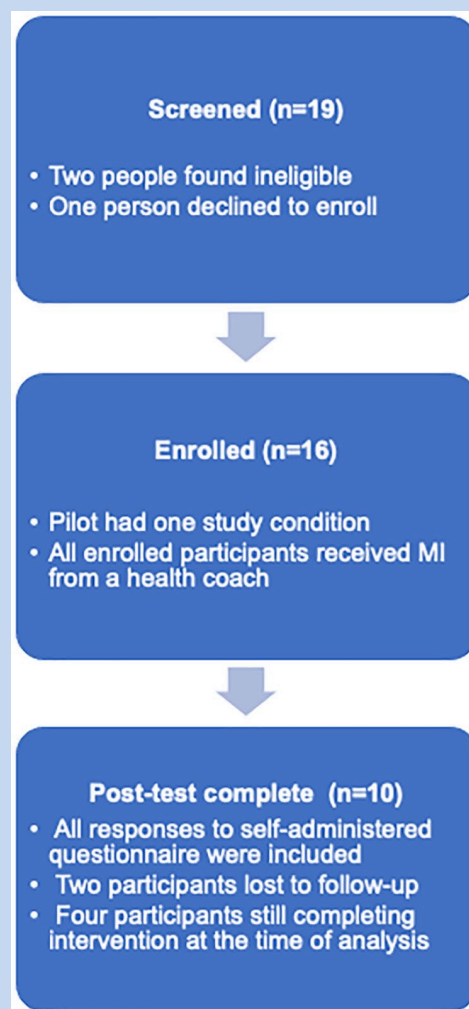 Screened (n=19)
• Two people found ineligible
• One person declined to enroll
Enrolled (n=16)
• Pilot had one study condition
• All enrolled participants received MI
from a health coach
Post-test complete (n=10)
• All responses to self-administered
questionnaire were included
• Two participants lost to follow-up
• Four participants still completing
intervention at the time of analysis